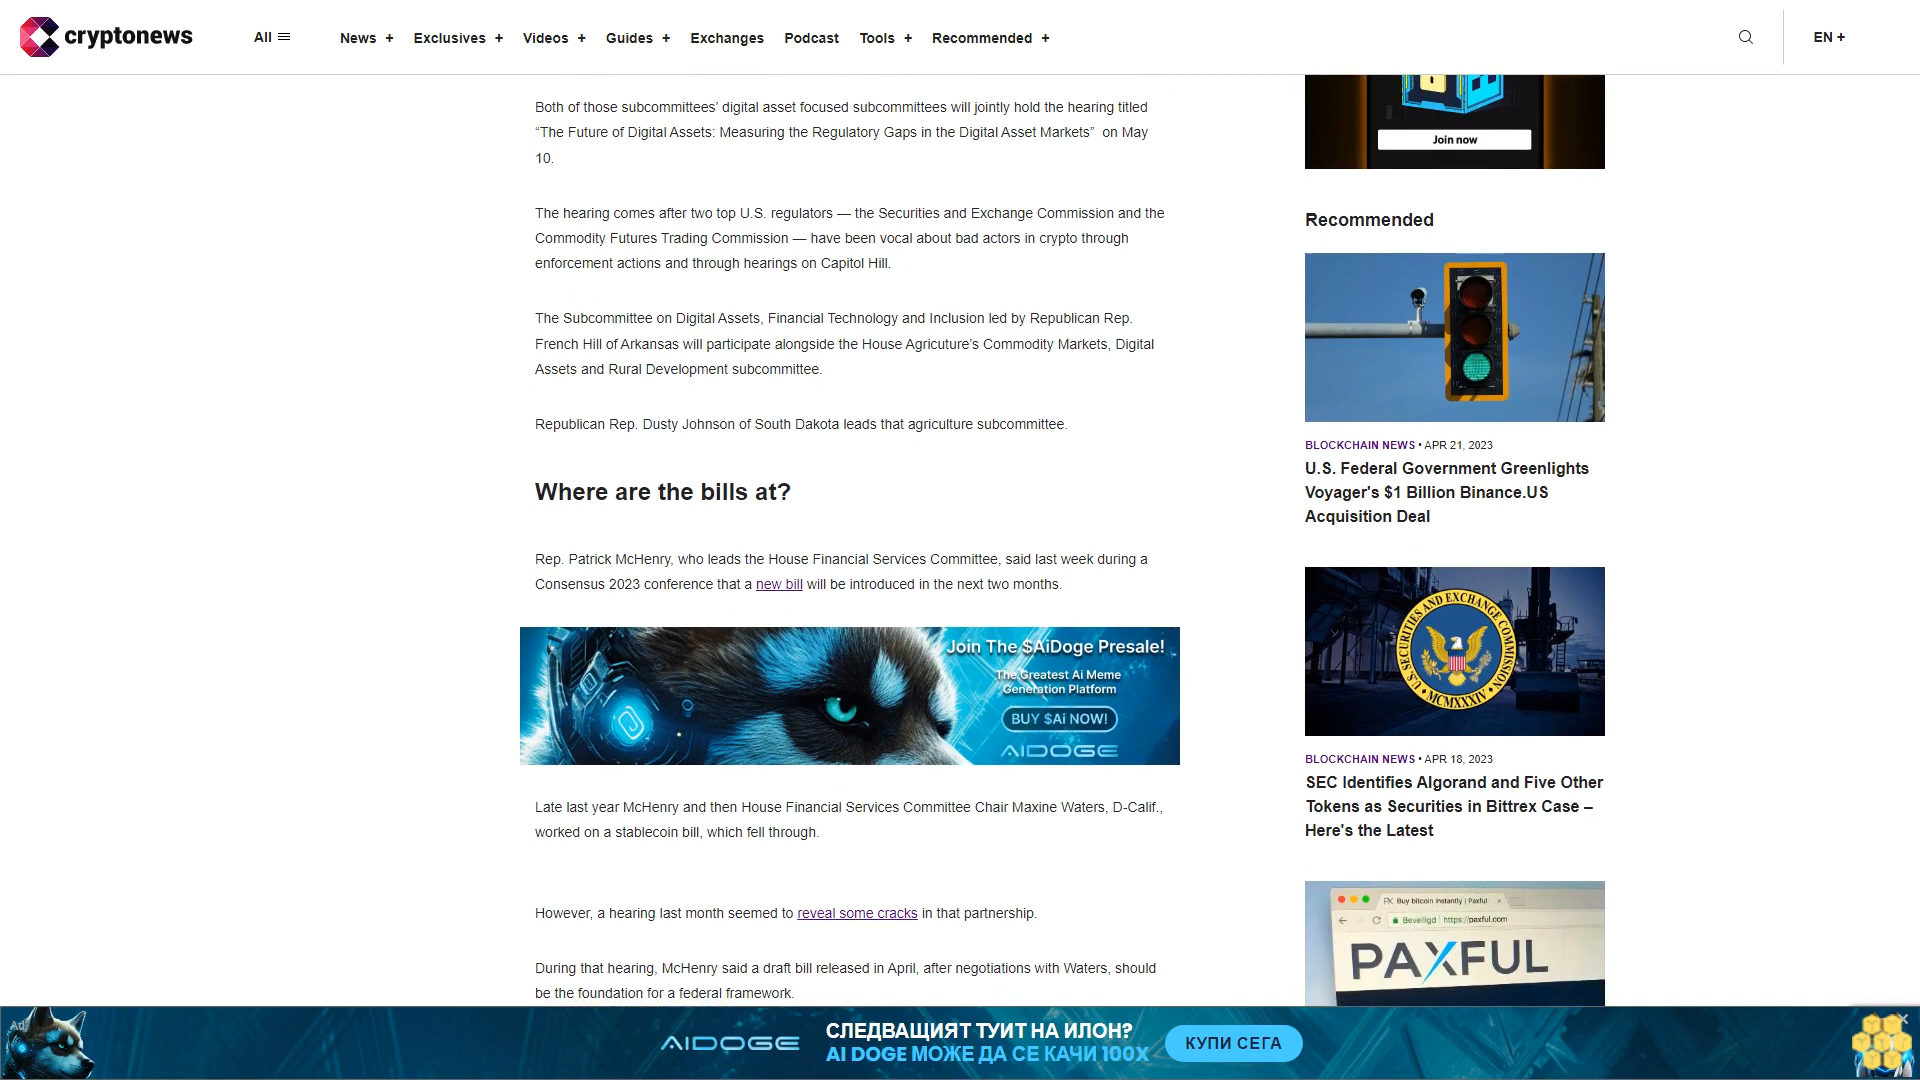 cryptonews
All
News +
Exclusives +
Videos +
Guides +
Exchanges
Podcast
Tools +
Recommended +
EN +
Both of those subcommittees’ digital asset focused subcommittees will jointly hold the hearing titled
“The Future of Digital Assets: Measuring the Regulatory Gaps in the Digital Asset Markets”  on May
10.
The hearing comes after two top U.S. regulators — the Securities and Exchange Commission and the
Commodity Futures Trading Commission — have been vocal about bad actors in crypto through
enforcement actions and through hearings on Capitol Hill.
The Subcommittee on Digital Assets, Financial Technology and Inclusion led by Republican Rep.
French Hill of Arkansas will participate alongside the House Agricuture’s Commodity Markets, Digital
Assets and Rural Development subcommittee.
Republican Rep. Dusty Johnson of South Dakota leads that agriculture subcommittee.
Where are the bills at?
Rep. Patrick McHenry, who leads the House Financial Services Committee, said last week during a
Consensus 2023 conference that a new bill will be introduced in the next two months.
Join The $AiDoge Presale!
The Greatest Ai Meme
Generation Platform
BUY $Ai NOW!
AIDOGE
Late last year McHenry and then House Financial Services Committee Chair Maxine Waters, D-Calif.,
worked on a stablecoin bill, which fell through.
However, a hearing last month seemed to reveal some cracks in that partnership.
During that hearing, McHenry said a draft bill released in April, after negotiations with Waters, should
be the foundation for a federal framework.
Join now
Recommended
BLOCKCHAIN NEWS • APR 21, 2023
U.S. Federal Government Greenlights
Voyager's $1 Billion Binance.US
Acquisition Deal
U.S. SECURITIES AND EXCHANGE COMMISSION
MCMXXXIV
BLOCKCHAIN NEWS • APR 18, 2023
SEC Identifies Algorand and Five Other
Tokens as Securities in Bittrex Case –
Here's the Latest
Buy bitcoin instantly | Paxful
Beveiligd https://paxful.com
PAXFUL
Ad
AIDOGE
СЛЕДВАЩИЯТ ТУИТ НА ИЛОН?
AI DOGE МОЖЕ ДА СЕ КАЧИ 100X
КУПИ СЕГА